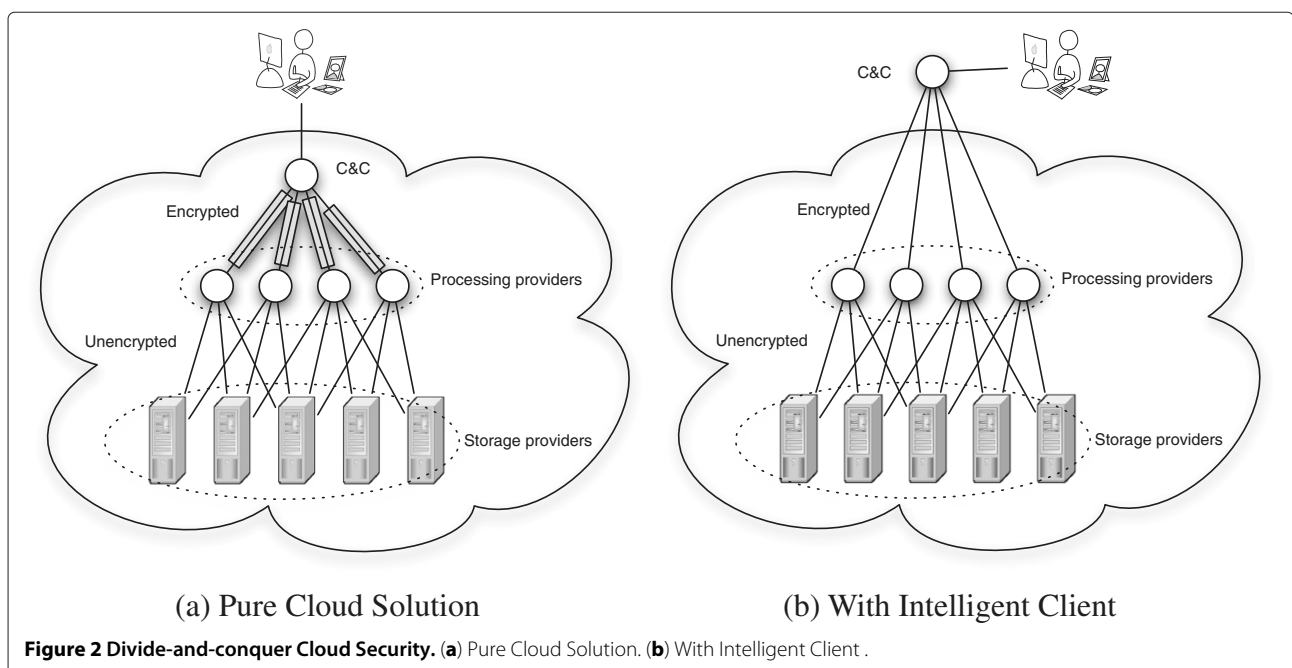 C&C
Encrypted
Processing providers
Unencrypted
Storage providers
(a) Pure Cloud Solution
C&C
Encrypted
Processing providers
Unencrypted
Storage providers
(b) With Intelligent Client
Figure 2 Divide-and-conquer Cloud Security. (a) Pure Cloud Solution. (b) With Intelligent Client .